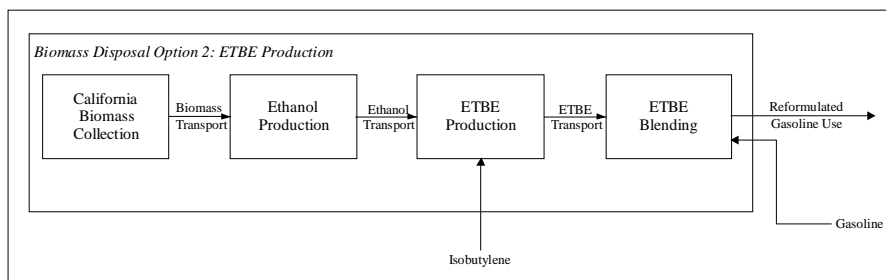 Biomass Disposal Option 2: ETBE Production
California
Biomass
Collection
Biomass
Transport
Ethanol
Production
Ethanol
Transport
ETBE
Production
ETBE
Transport
ETBE
Blending
Reformulated
Gasoline Use
Gasoline
Isobutylene